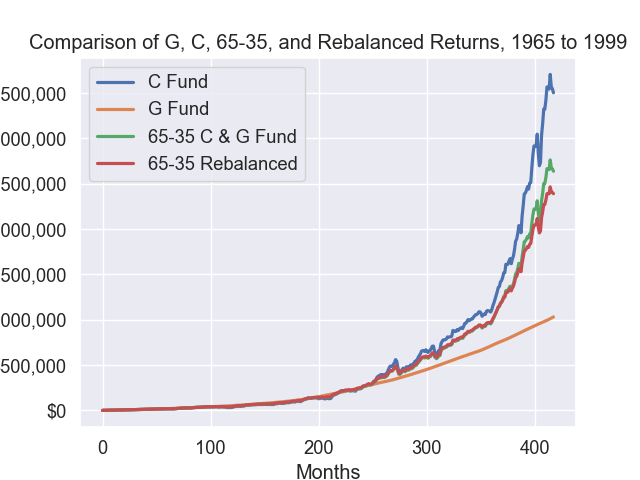 Comparison of G, C, 65-35, and Rebalanced Returns, 1965 to 1999
C Fund
G Fund
65-35 C & G Fund
65-35 Rebalanced
500,000
000,000
500,000
000,000
500,000
000,000
500,000
$0
0 100 200 300 400
Months